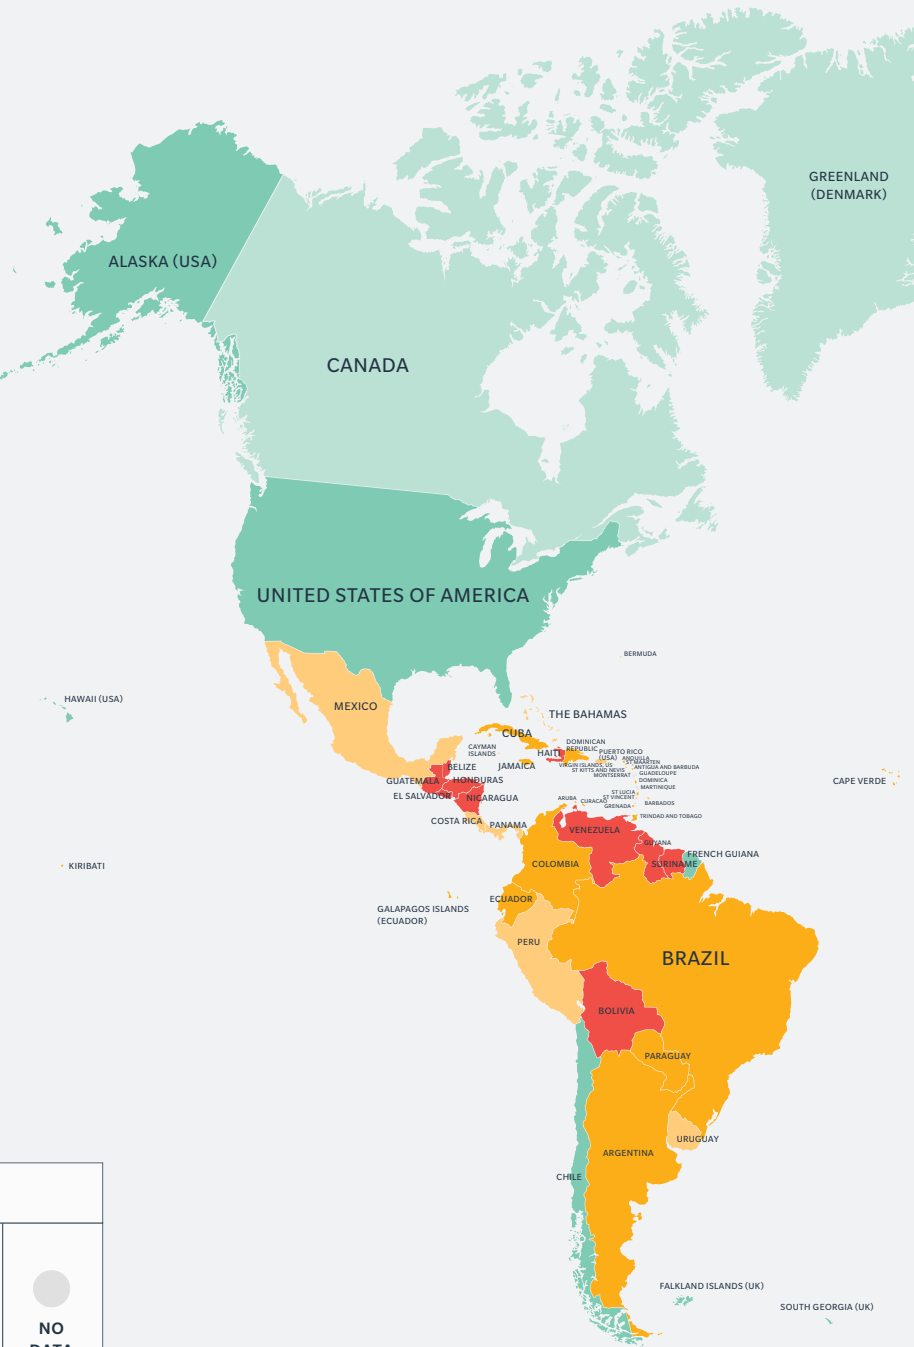 GREENLAND
(DENMARK)
ALASKA (USA)
CANADA
UNITED STATES OF AMERICA
BERMUDA
HAWAII (USA)
MEXICO
THE BAHAMAS
CUBA
CAYMAN
ISLANDS
HAITI
DOMINICAN
REPUBLIC
PUERTO RICO
(USA)
ANGUILLA
ST MAARTEN
VIRGIN ISLANDS, US
ANTIGUA AND BARBUDA
ST KITTS AND NEVIS
GUADELOUPE
MONTSERRAT
DOMINICA
MARTINIQUE
JAMAICA
BELIZE
GUATEMALA
HONDURAS
EL SALVADOR
NICARAGUA
CAPE VERDE
ST LUCIA
ST VINCENT
ARUBA
CURACAO
GRENADA
BARBADOS
TRINIDAD AND TOBAGO
COSTA RICA
PANAMA
VENEZUELA
GUYANA
SURINAME
FRENCH GUIANA
COLOMBIA
KIRIBATI
ECUADOR
GALAPAGOS ISLANDS
(ECUADOR)
PERU
BRAZIL
BOLIVIA
PARAGUAY
URUGUAY
ARGENTINA
CHILE
FALKLAND ISLANDS (UK)
SOUTH GEORGIA (UK)
NO
DATA